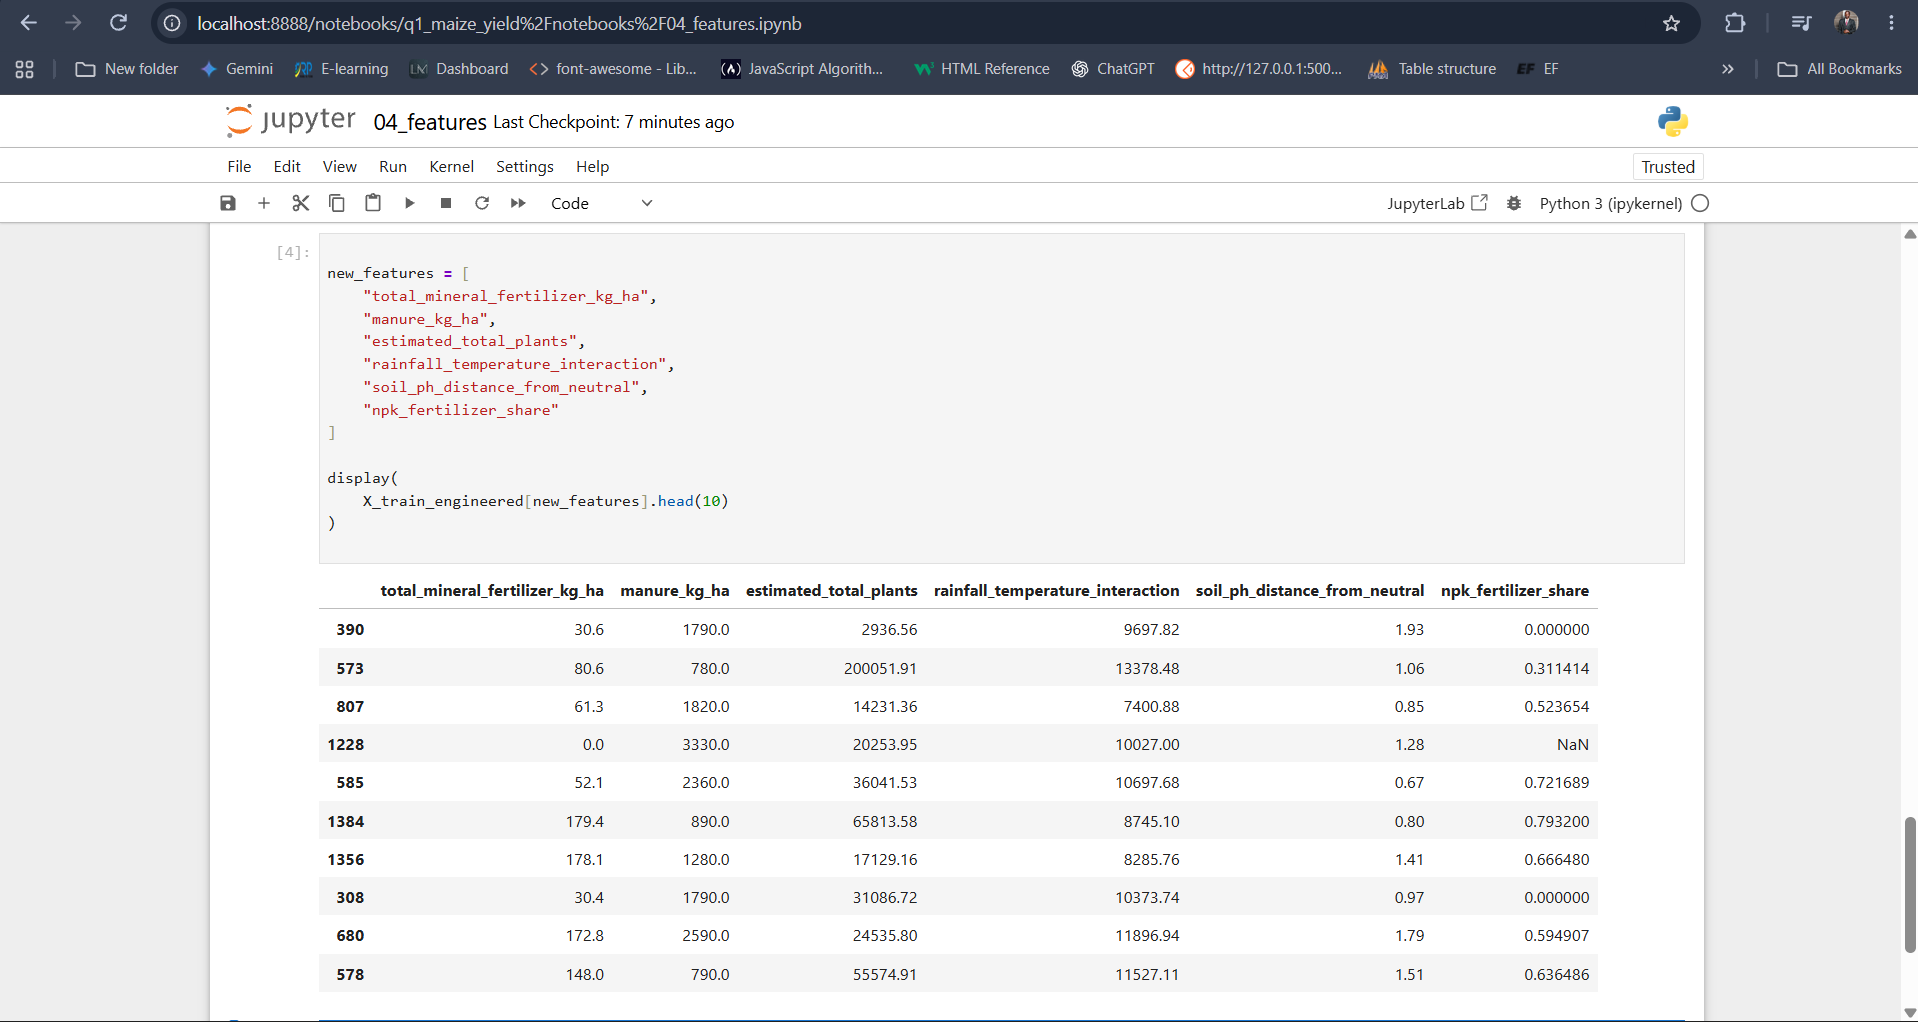 localhost:8888/notebooks/q1_maize_yield%2Fnotebooks%2F04_features.ipynb
New folder Gemini E-learning LM Dashboard <> font-awesome - Lib... JavaScript Algorith... HTML Reference ChatGPT http://127.0.0.1:500... Table structure EF EF » All Bookmarks
jupyter 04_features Last Checkpoint: 7 minutes ago
File Edit View Run Kernel Settings Help Trusted
Code JupyterLab Python 3 (ipykernel)
[4]:
new_features = [
    "total_mineral_fertilizer_kg_ha",
    "manure_kg_ha",
    "estimated_total_plants",
    "rainfall_temperature_interaction",
    "soil_ph_distance_from_neutral",
    "npk_fertilizer_share"
]
display(
    X_train_engineered[new_features].head(10)
)
total_mineral_fertilizer_kg_ha manure_kg_ha estimated_total_plants rainfall_temperature_interaction soil_ph_distance_from_neutral npk_fertilizer_share
390 30.6 1790.0 2936.56 9697.82 1.93 0.000000
573 80.6 780.0 200051.91 13378.48 1.06 0.311414
807 61.3 1820.0 14231.36 7400.88 0.85 0.523654
1228 0.0 3330.0 20253.95 10027.00 1.28 NaN
585 52.1 2360.0 36041.53 10697.68 0.67 0.721689
1384 179.4 890.0 65813.58 8745.10 0.80 0.793200
1356 178.1 1280.0 17129.16 8285.76 1.41 0.666480
308 30.4 1790.0 31086.72 10373.74 0.97 0.000000
680 172.8 2590.0 24535.80 11896.94 1.79 0.594907
578 148.0 790.0 55574.91 11527.11 1.51 0.636486